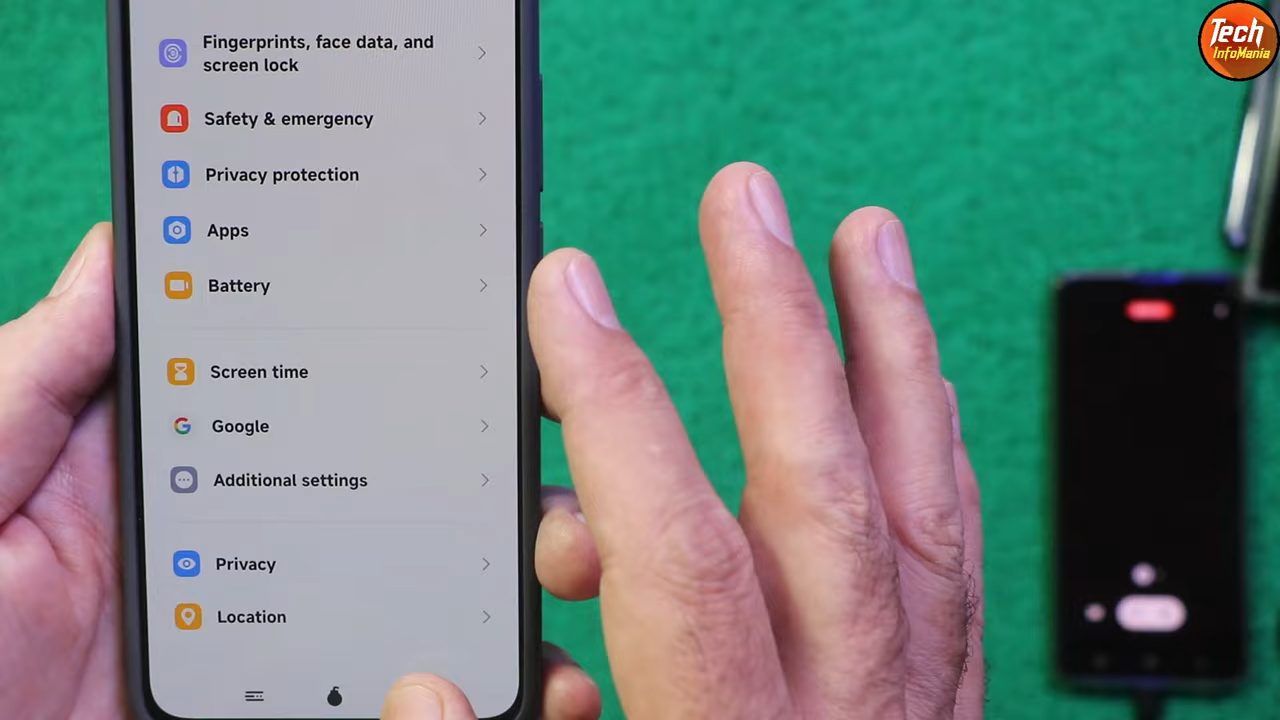 Tech
InfoMania
Fingerprints, face data, and
screen lock
Safety & emergency
Privacy protection
Apps
Battery
Screen time
Google
Additional settings
Privacy
Location